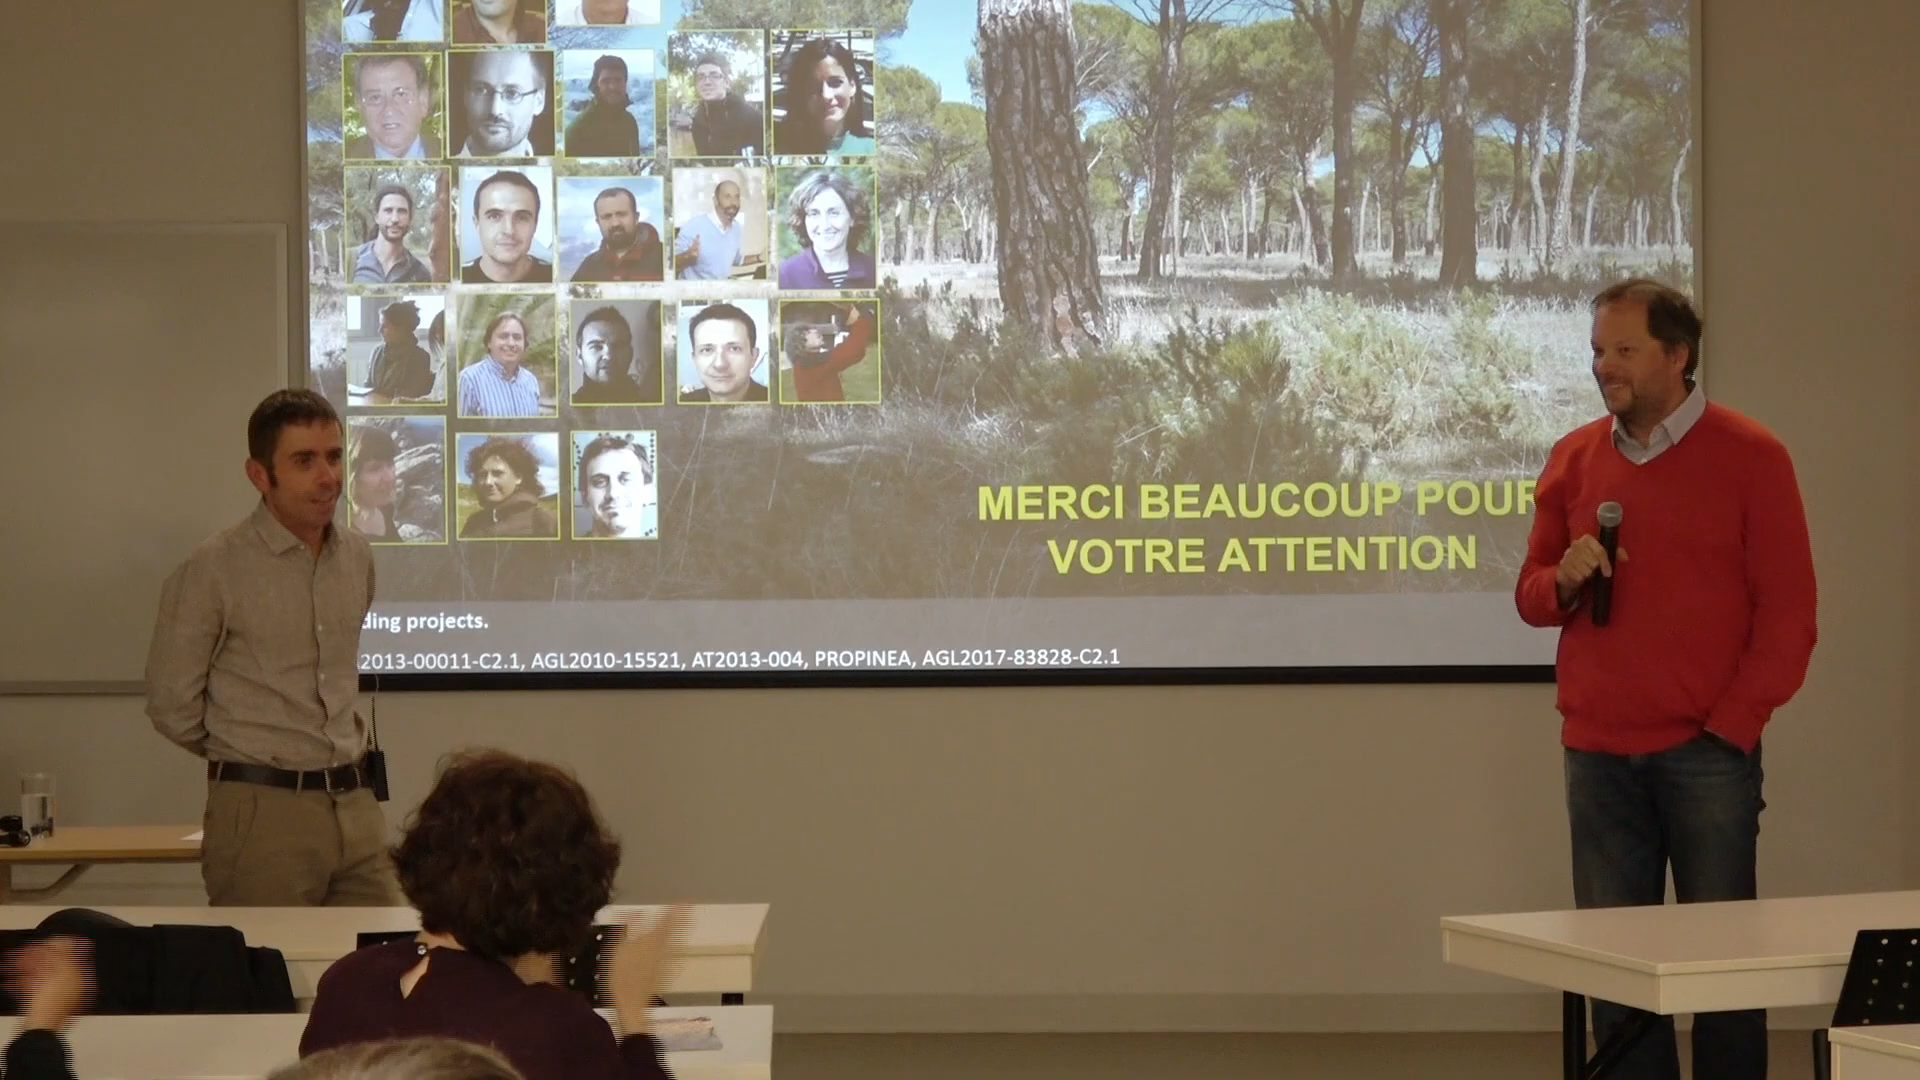 MERCI BEAUCOUP POUR
VOTRE ATTENTION
ding projects.
2013-00011-C2.1, AGL2010-15521, AT2013-004, PROPINEA, AGL2017-83828-C2.1